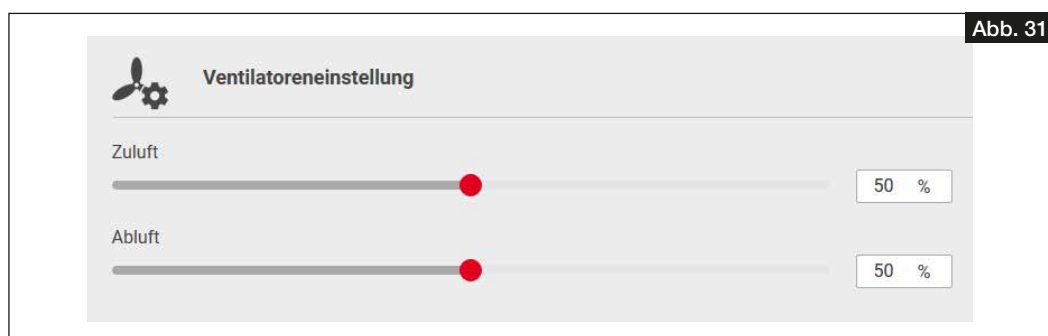 Abb. 31
Ventilatoreneinstellung
Zuluft
50 %
Abluft
50 %